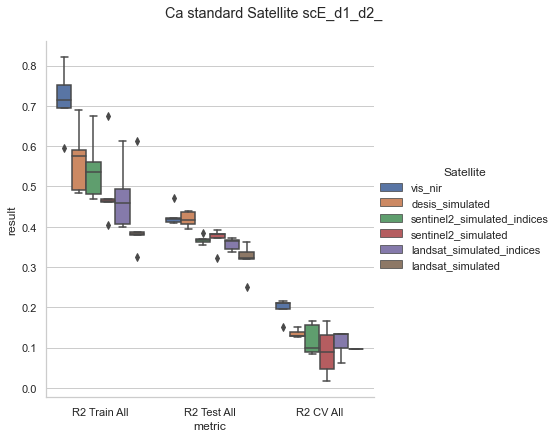 Ca standard Satellite scE_d1_d2_
0.8
0.7
0.6
0.5
0.4
0.3
0.2
0.1
0.0
result
R2 Train All
R2 Test All
R2 CV All
metric
Satellite
vis_nir
desis_simulated
sentinel2_simulated_indices
sentinel2_simulated
landsat_simulated_indices
landsat_simulated